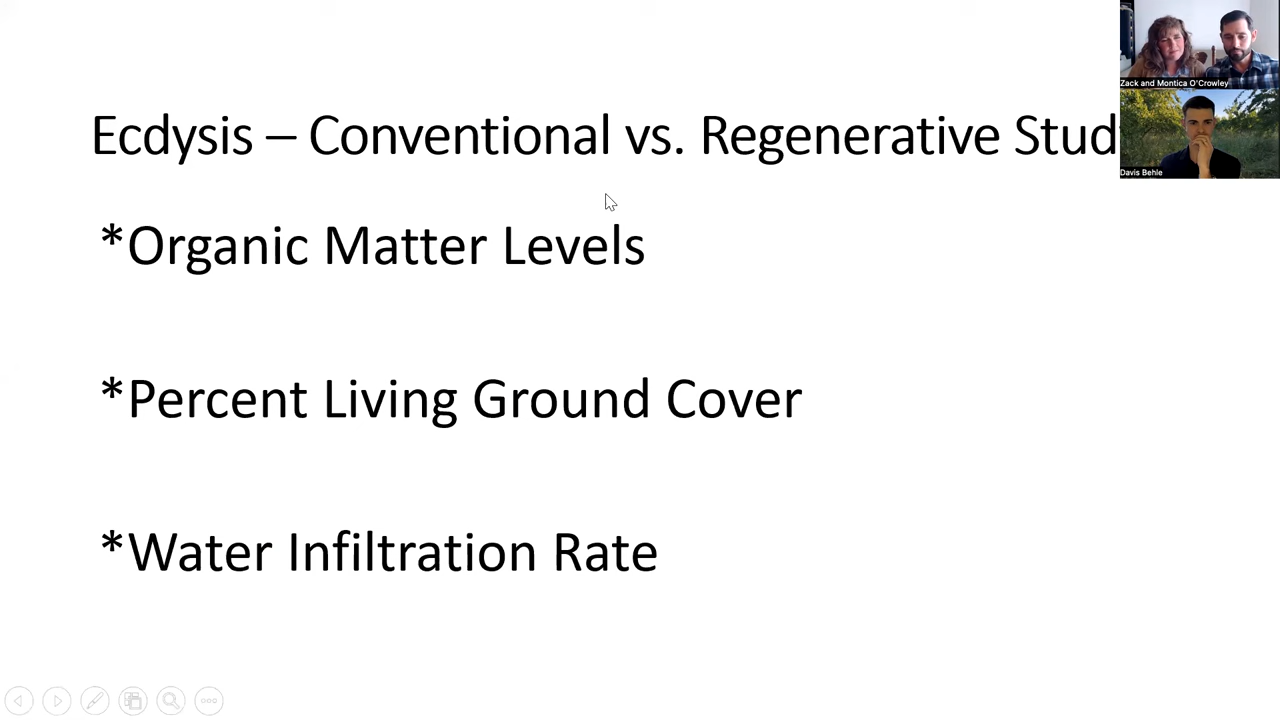 Zack and Montica O'Crowley
Ecdysis – Conventional vs. Regenerative Stud
Davis Behle
*Organic Matter Levels
*Percent Living Ground Cover
*Water Infiltration Rate